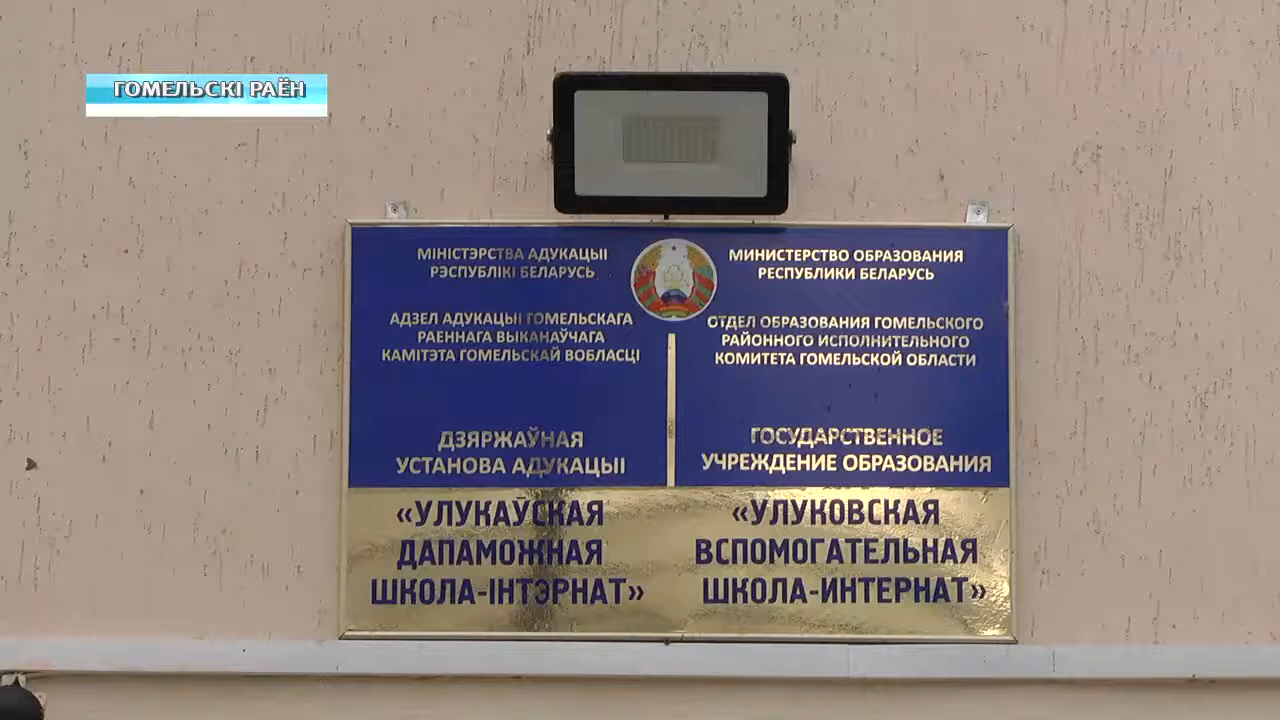 ГОМЕЛЬСКІ РАЁН
МІНІСТЭРСТВА АДУКАЦЫІ
РЭСПУБЛІКІ БЕЛАРУСЬ
АДЗЕЛ АДУКАЦЫІ ГОМЕЛЬСКАГА
РАЕННАГА ВЫКАНАЎЧАГА
КАМІТЭТА ГОМЕЛЬСКАЙ ВОБЛАСЦІ
ДЗЯРЖАЎНАЯ
УСТАНОВА АДУКАЦЫІ
«УЛУКАЎСКАЯ
ДАПАМОЖНАЯ
ШКОЛА-ІНТЭРНАТ»
МИНИСТЕРСТВО ОБРАЗОВАНИЯ
РЕСПУБЛИКИ БЕЛАРУСЬ
ОТДЕЛ ОБРАЗОВАНИЯ ГОМЕЛЬСКОГО
РАЙОННОГО ИСПОЛНИТЕЛЬНОГО
КОМИТЕТА ГОМЕЛЬСКОЙ ОБЛАСТИ
ГОСУДАРСТВЕННОЕ
УЧРЕЖДЕНИЕ ОБРАЗОВАНИЯ
«УЛУКОВСКАЯ
ВСПОМОГАТЕЛЬНАЯ
ШКОЛА-ИНТЕРНАТ»